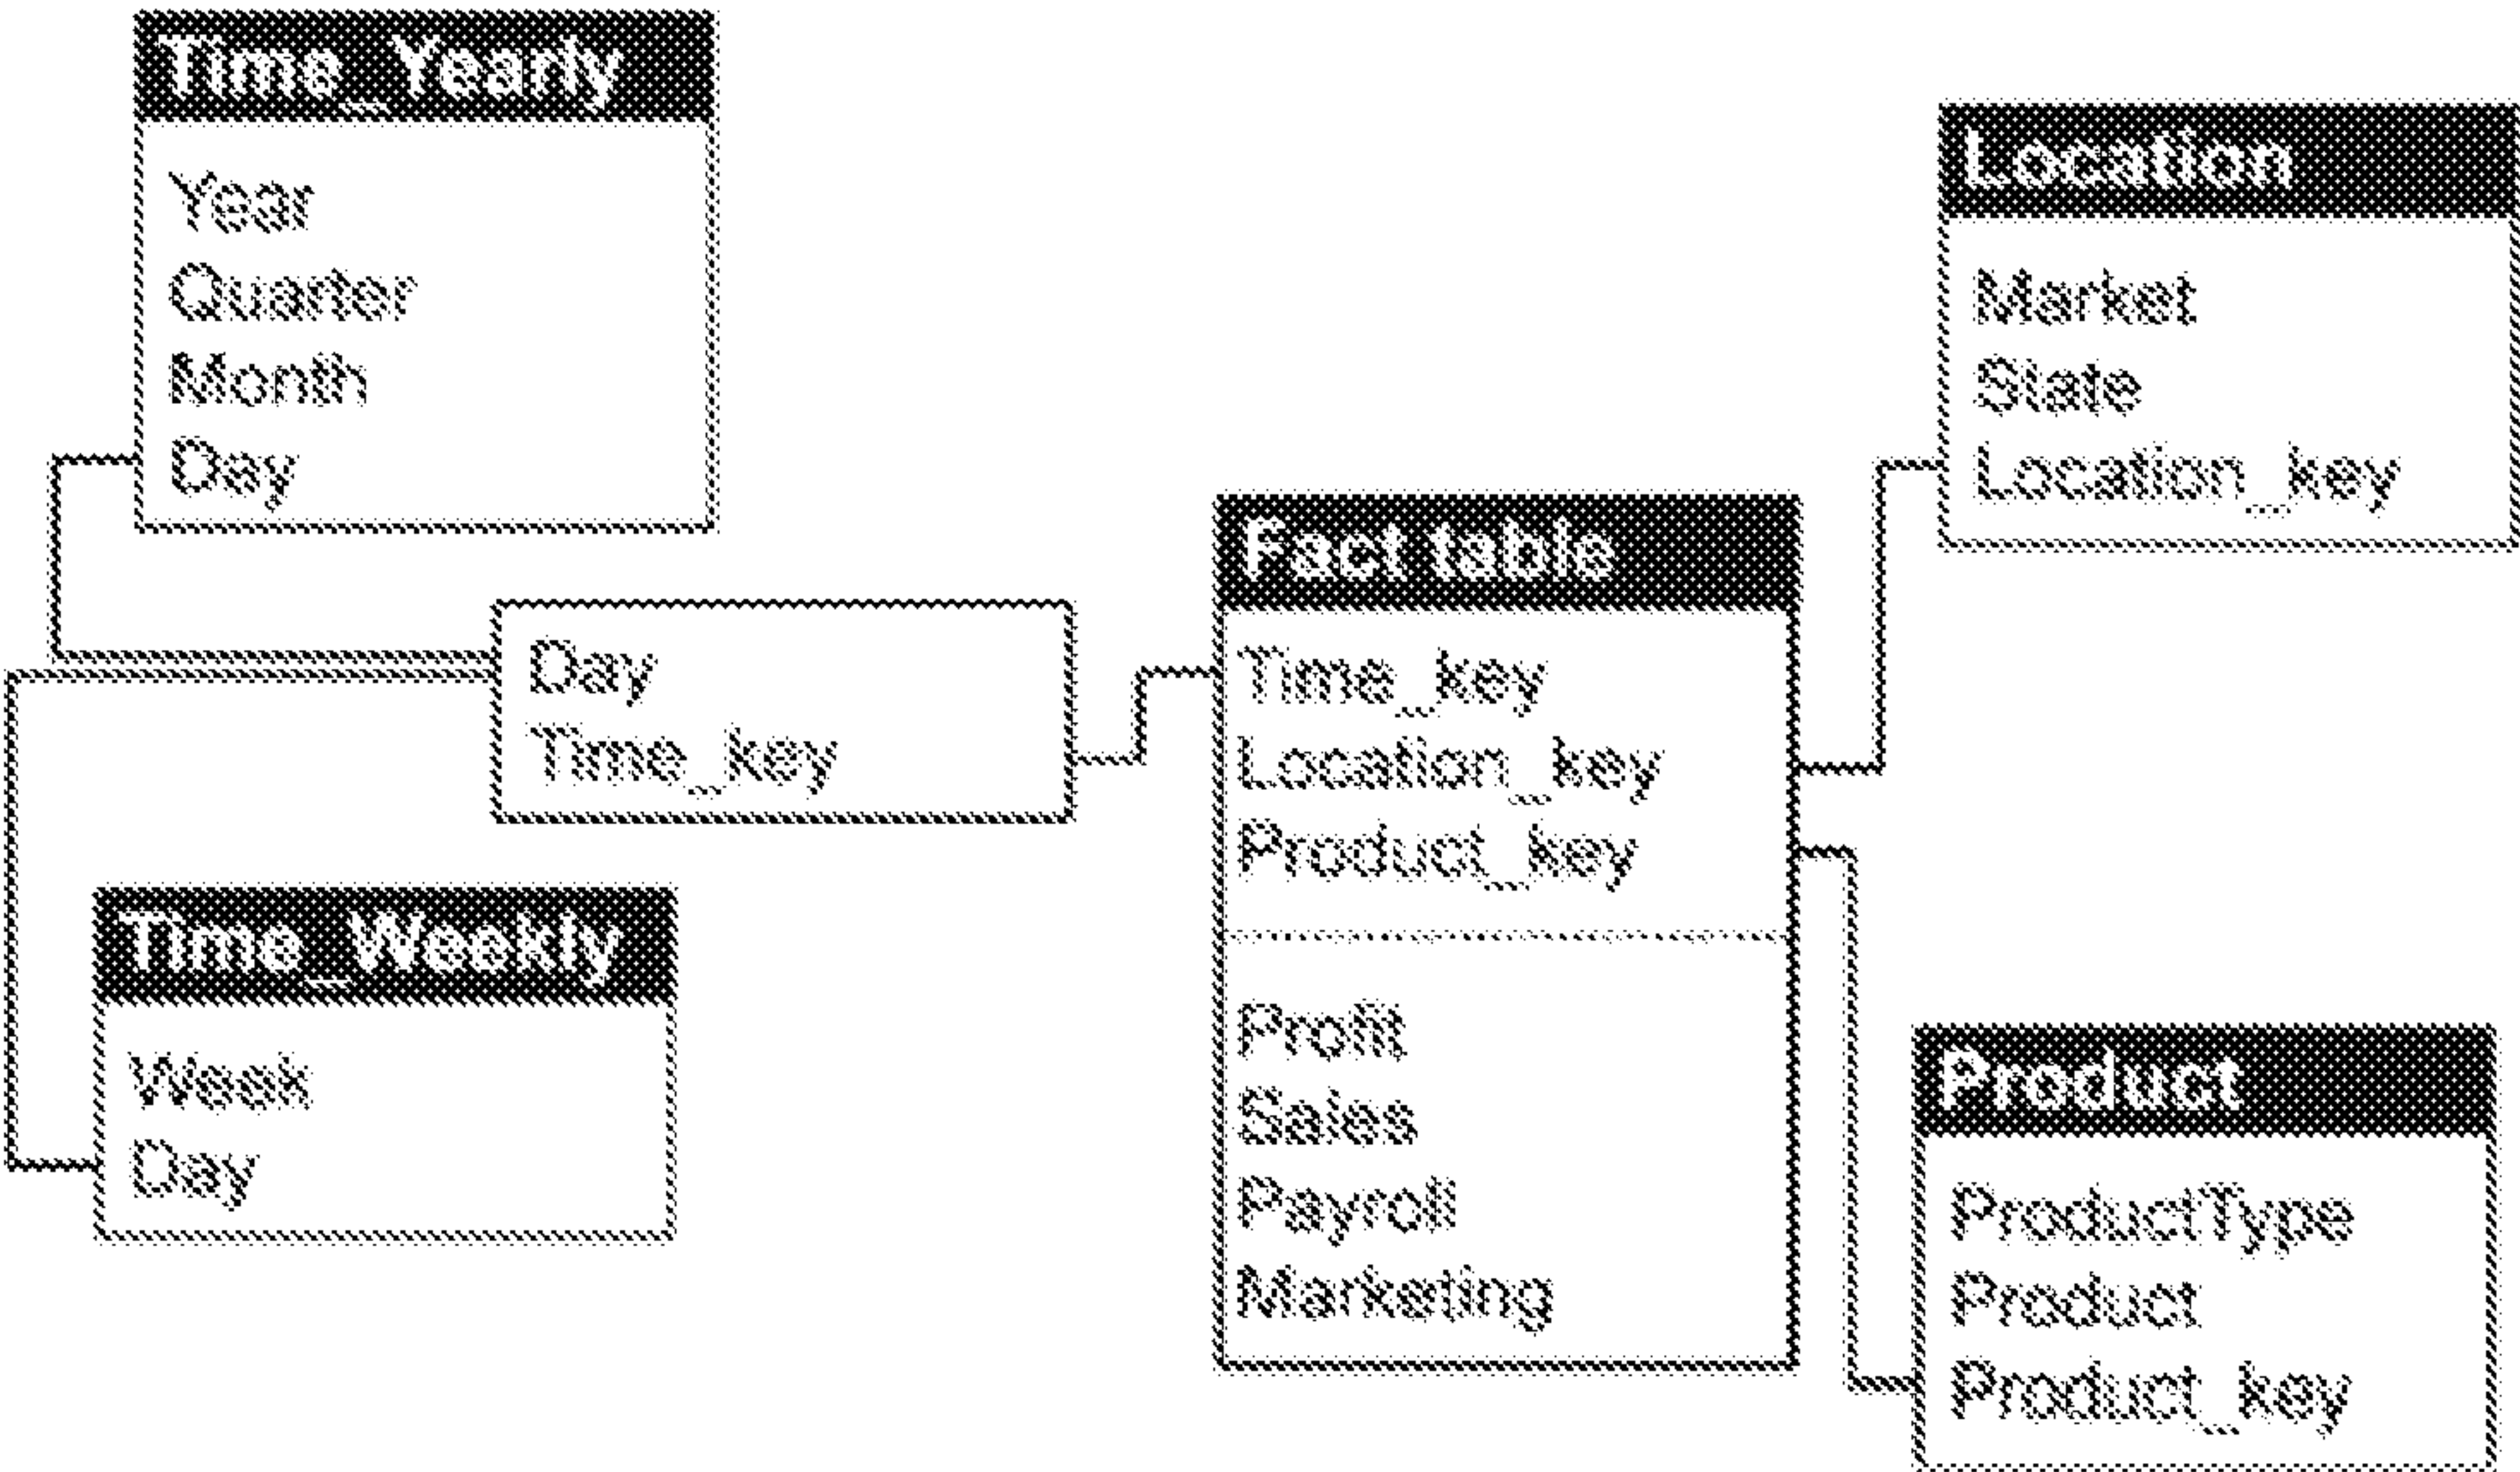 Time_Yearly
Year
Quarter
Month
Day
Location
Market
State
Location_key
Day
Time_key
Fact table
Time_key
Location_key
Product_key
Profit
Sales
Payroll
Marketing
Time_Weekly
Week
Day
Product
ProductType
Product
Product_key